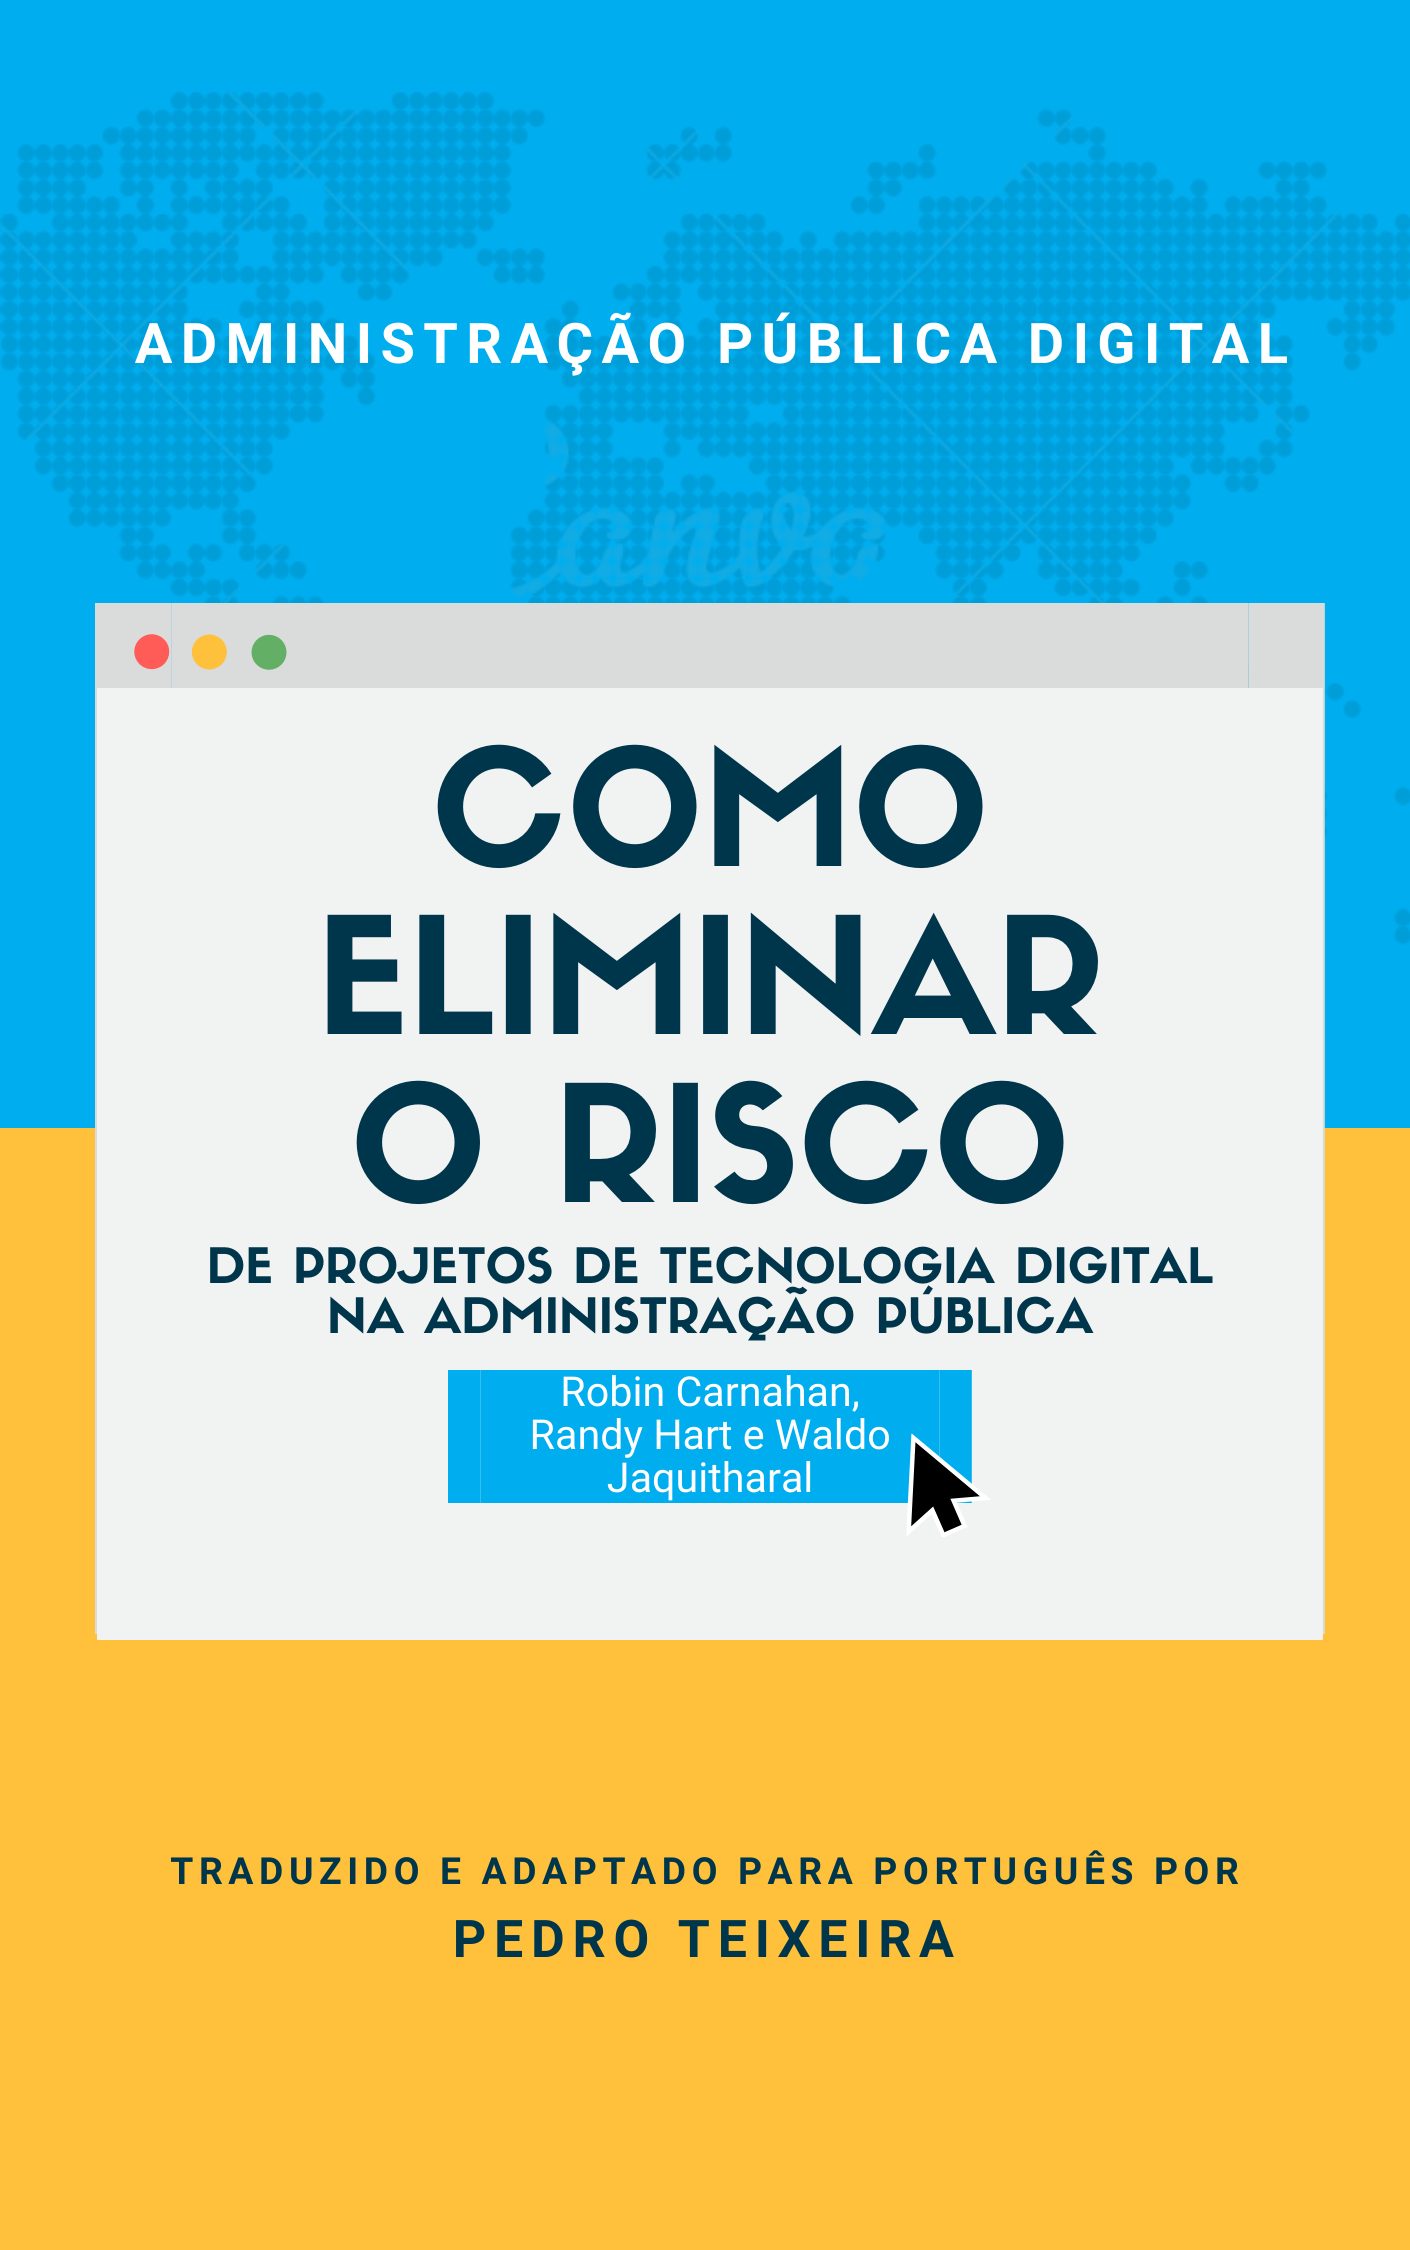 ADMINISTRAÇÃO PÚBLICA DIGITAL
COMO
ELIMINAR
O RISCO
DE PROJETOS DE TECNOLOGIA DIGITAL
NA ADMINISTRAÇÃO PÚBLICA
Robin Carnahan,
Randy Hart e Waldo
Jaquitharal
TRADUZIDO E ADAPTADO PARA PORTUGUÊS POR
PEDRO TEIXEIRA